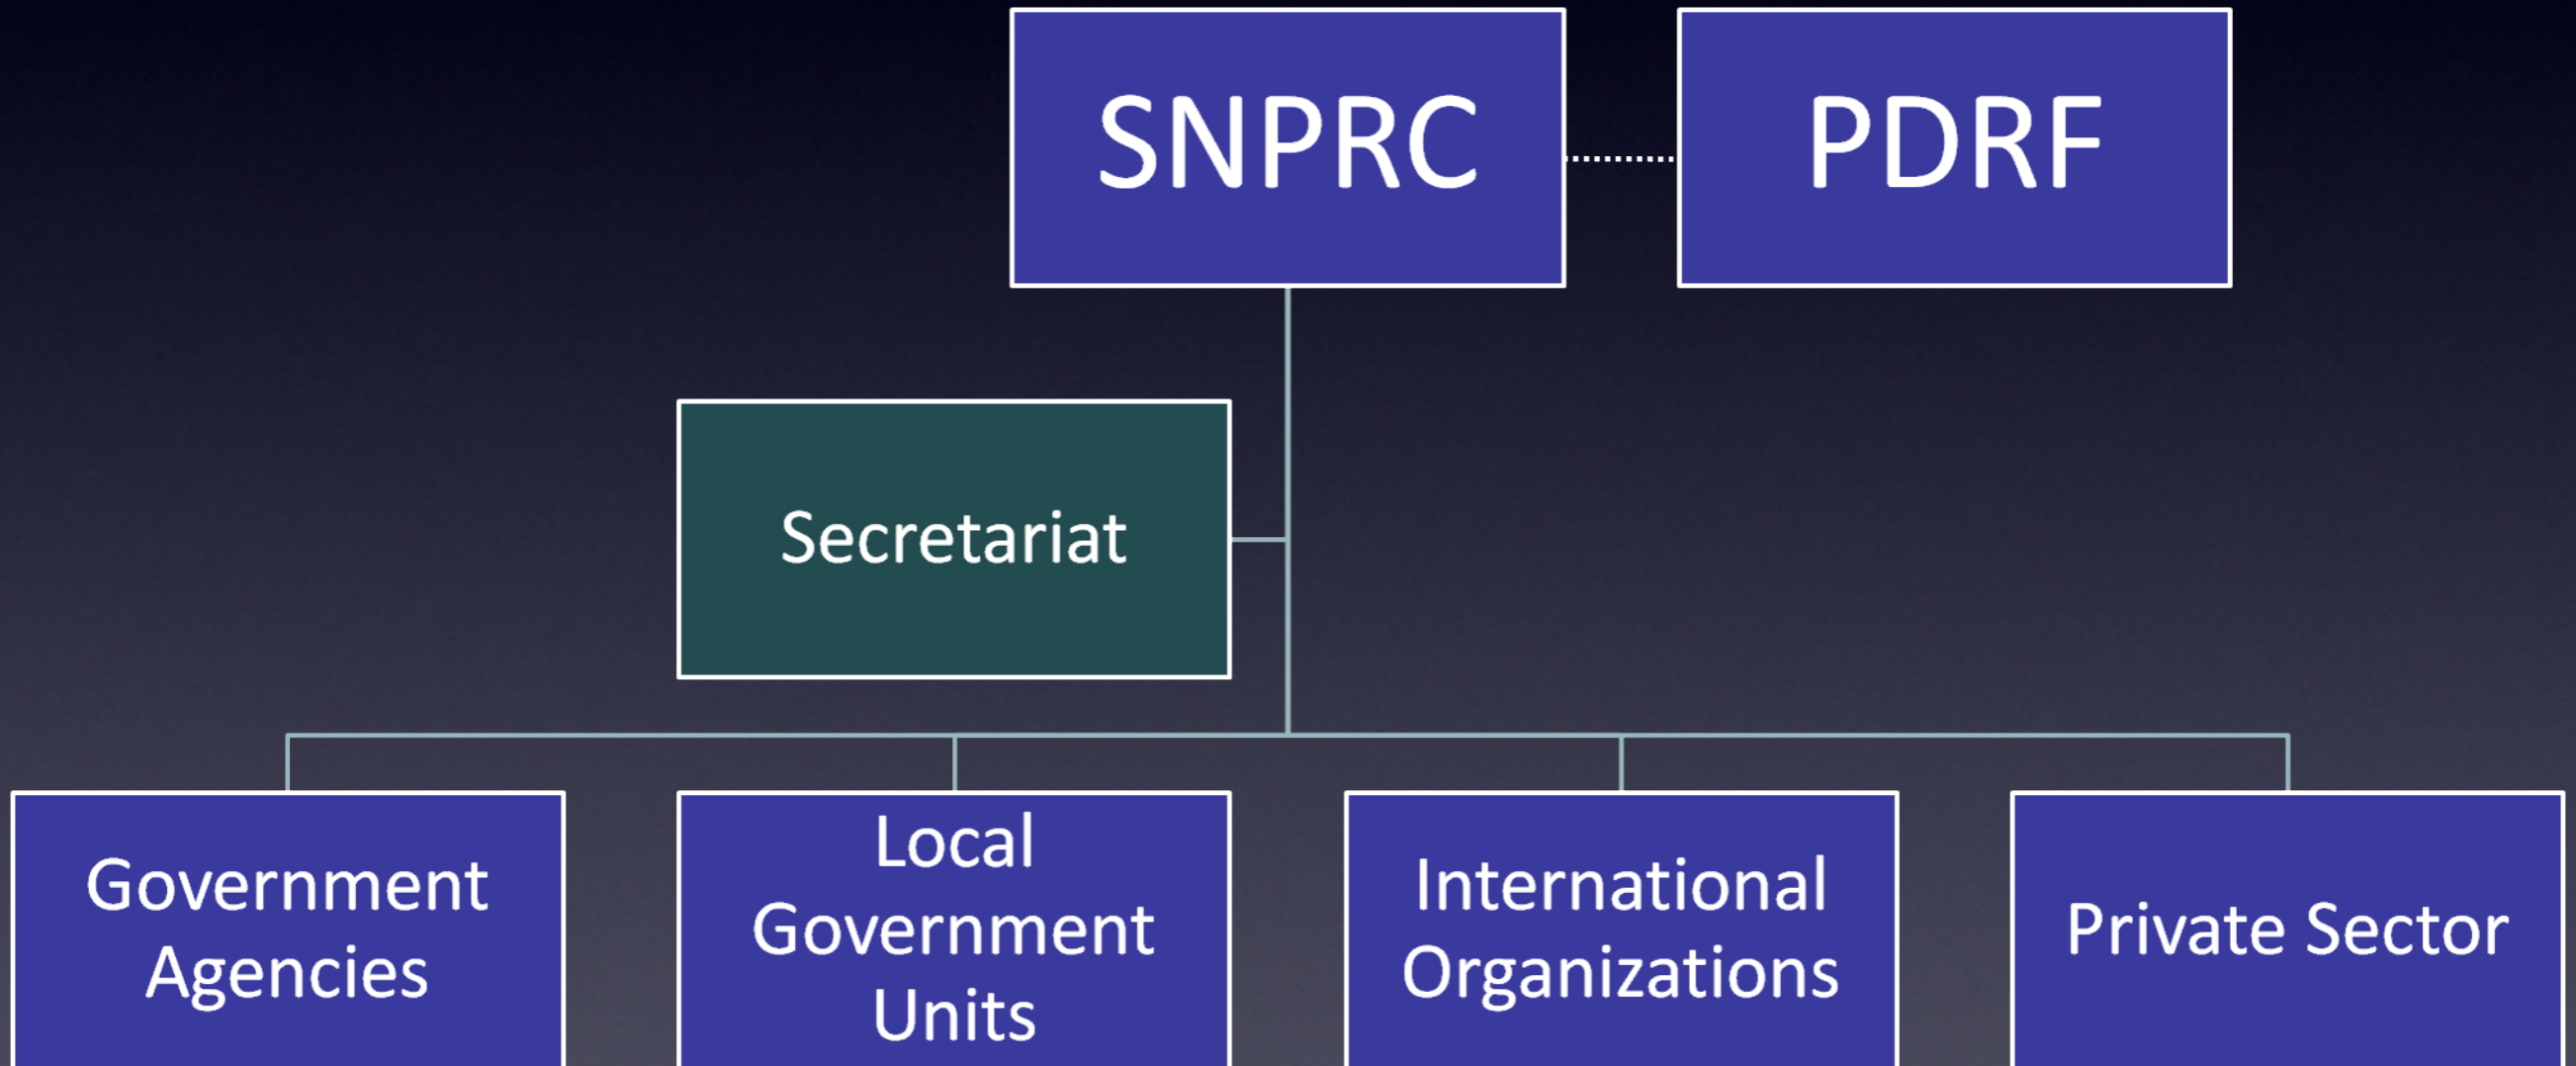 SNPRC
PDRF
Secretariat
Government
Agencies
Local
Government
Units
International
Organizations
Private Sector